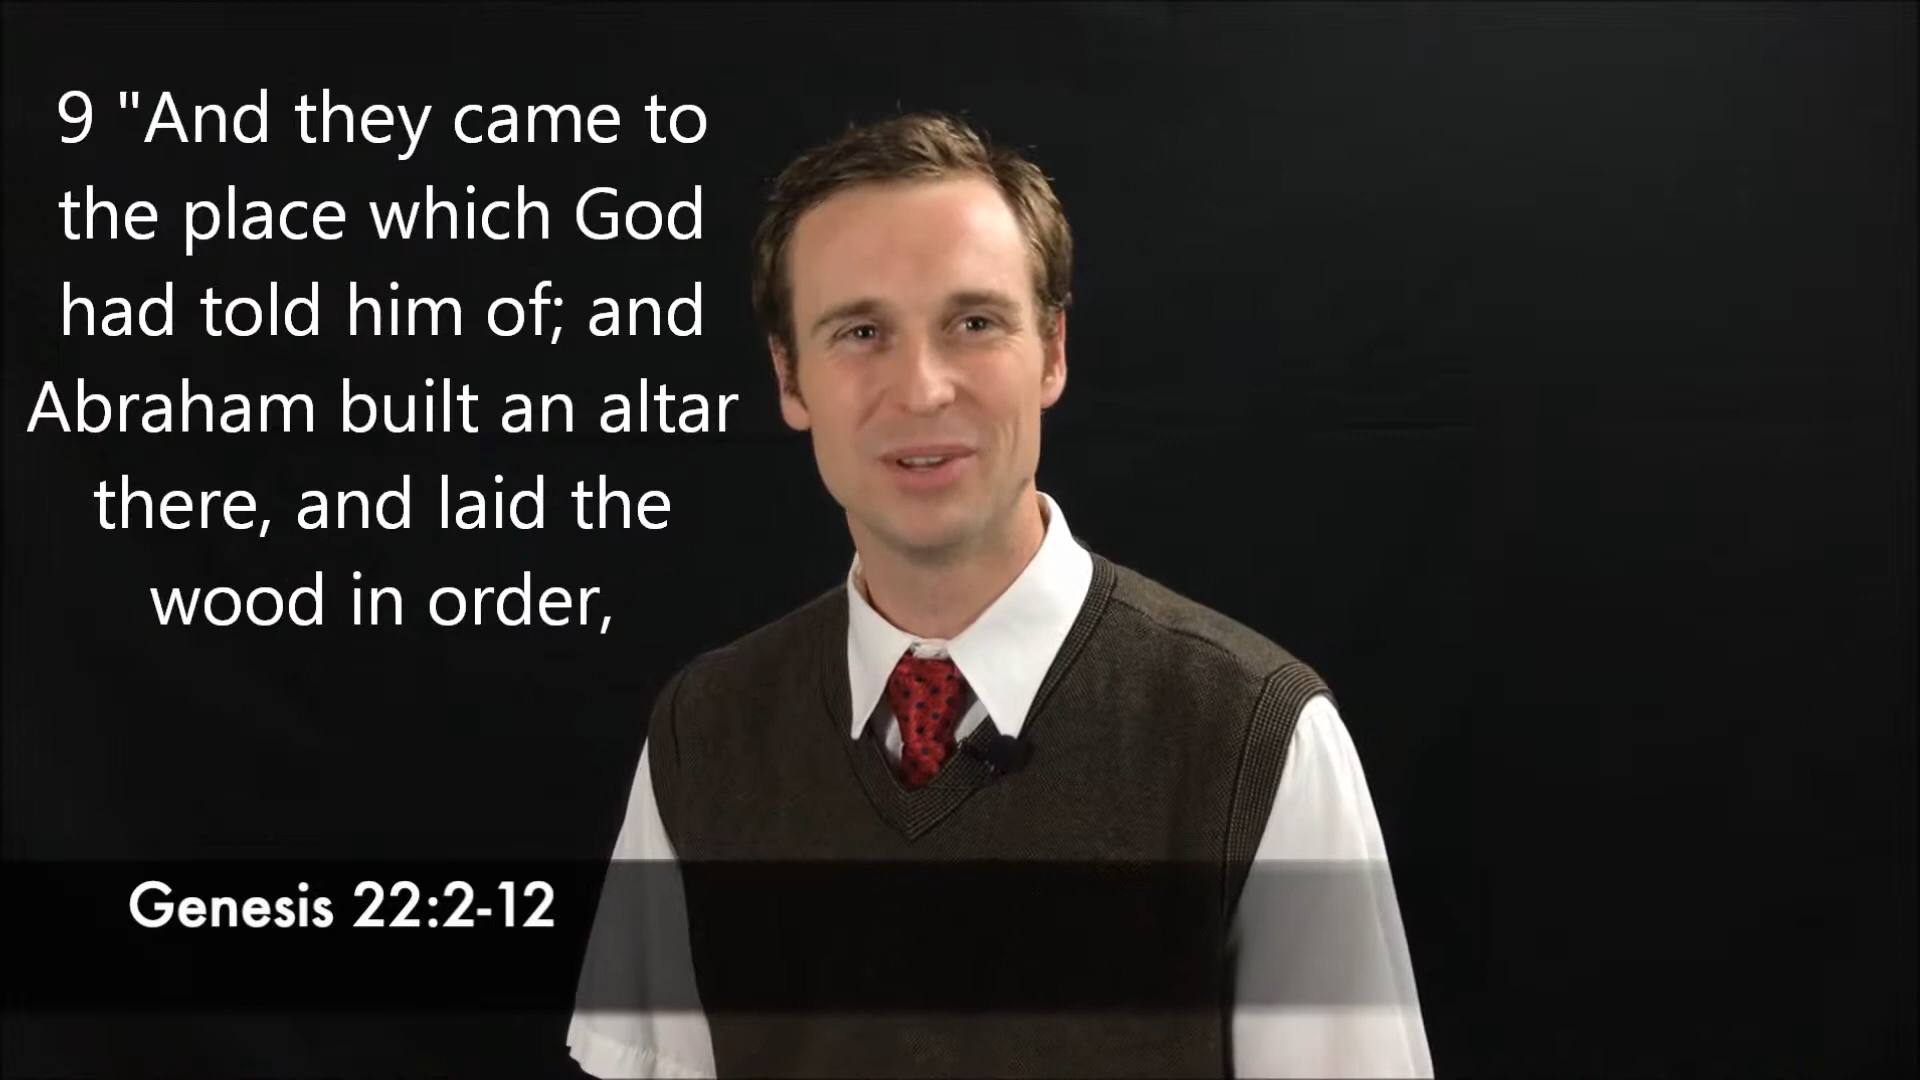 9 "And they came to
the place which God
had told him of; and
Abraham built an altar
there, and laid the
wood in order,
Genesis 22:2-12